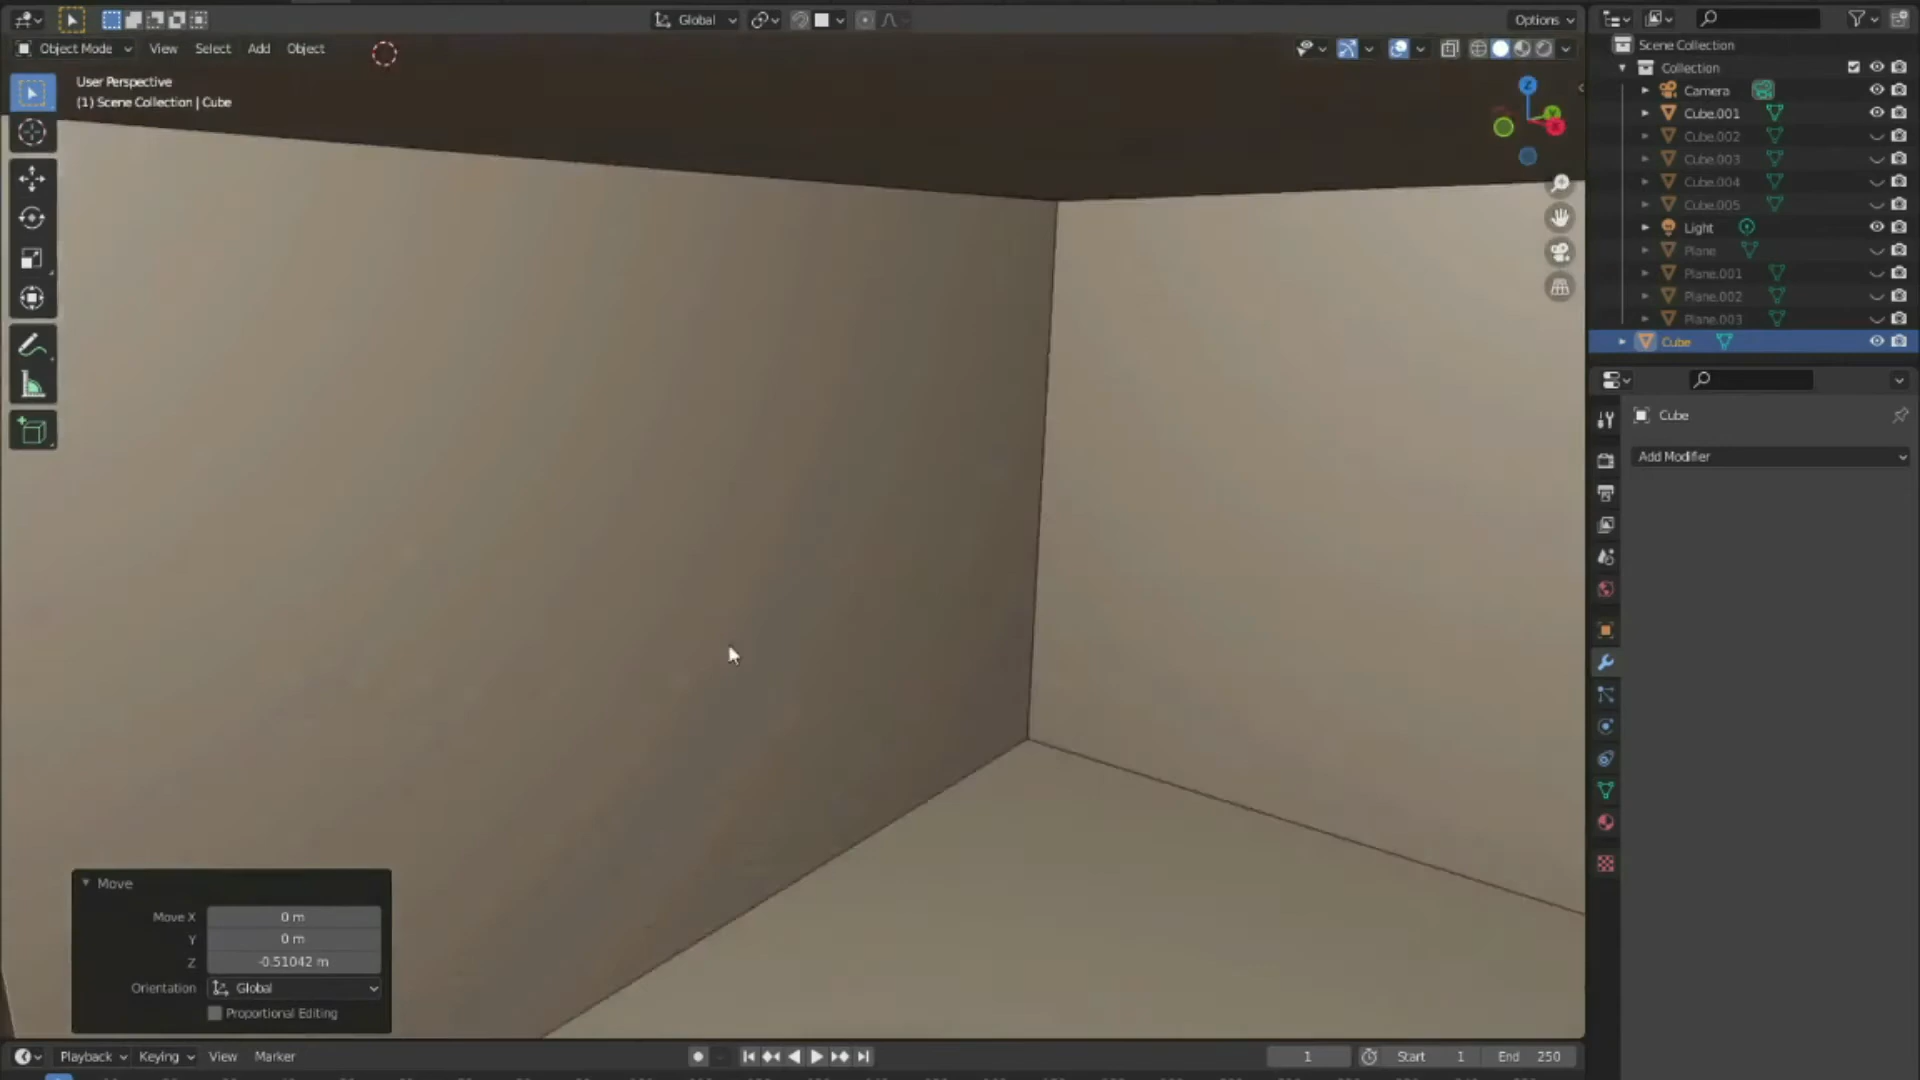 Global
Options
Object Mode
View
Select
Add
Object
User Perspective
(1) Scene Collection | Cube
Scene Collection
Collection
Camera
Cube.001
Cube.002
Cube.003
Cube.004
Cube.005
Light
Plane
Plane.001
Plane.002
Plane.003
Cube
Cube
Add Modifier
Move
Move X 0 m
Y 0 m
Z -0.51042 m
Orientation Global
Proportional Editing
Playback
Keying
View
Marker
1
Start 1
End 250